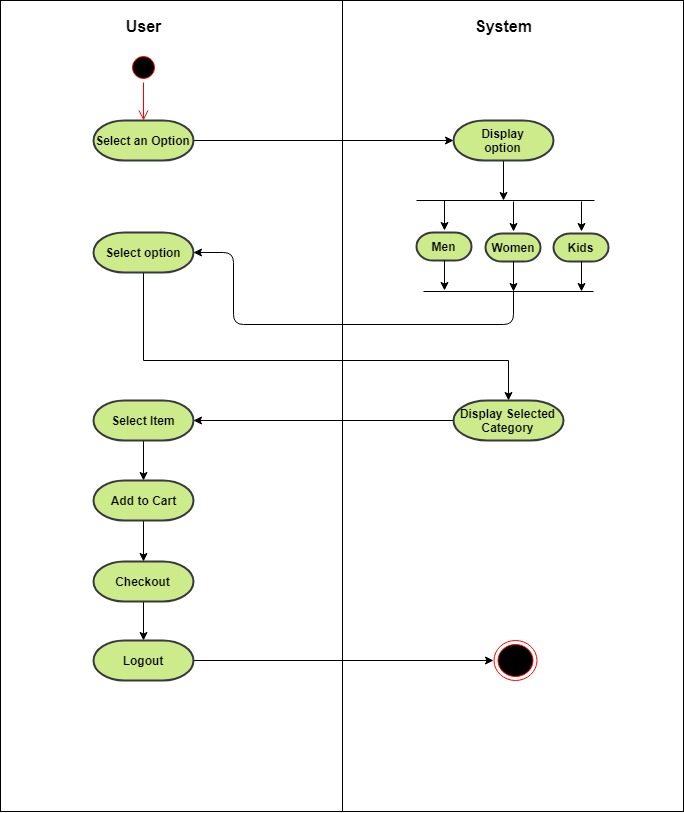 User
System
Select an Option
Display
option
Select option
Men
Women
Kids
Select Item
Display Selected
Category
Add to Cart
Checkout
Logout